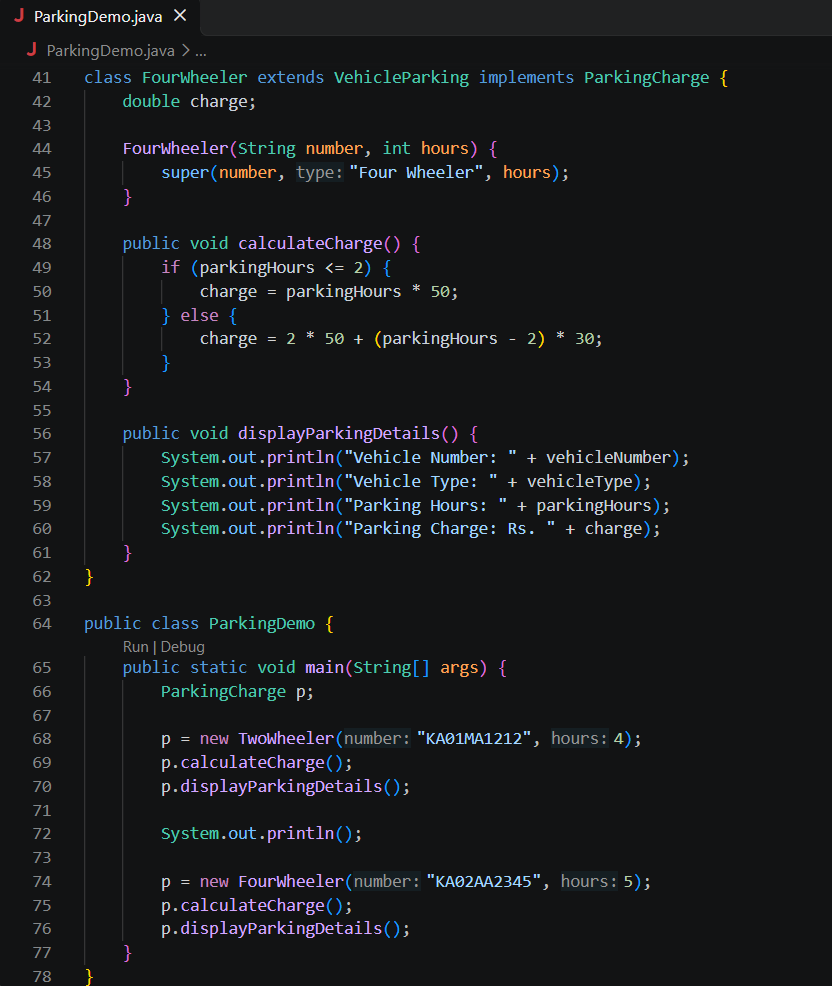 J ParkingDemo.java ×
J ParkingDemo.java > ...
41 class FourWheeler extends VehicleParking implements ParkingCharge {
42     double charge;
43
44     FourWheeler(String number, int hours) {
45         super(number, type: "Four Wheeler", hours);
46     }
47
48     public void calculateCharge() {
49         if (parkingHours <= 2) {
50             charge = parkingHours * 50;
51         } else {
52             charge = 2 * 50 + (parkingHours - 2) * 30;
53         }
54     }
55
56     public void displayParkingDetails() {
57         System.out.println("Vehicle Number: " + vehicleNumber);
58         System.out.println("Vehicle Type: " + vehicleType);
59         System.out.println("Parking Hours: " + parkingHours);
60         System.out.println("Parking Charge: Rs. " + charge);
61     }
62 }
63
64 public class ParkingDemo {
Run | Debug
65     public static void main(String[] args) {
66         ParkingCharge p;
67
68         p = new TwoWheeler(number: "KA01MA1212", hours: 4);
69         p.calculateCharge();
70         p.displayParkingDetails();
71
72         System.out.println();
73
74         p = new FourWheeler(number: "KA02AA2345", hours: 5);
75         p.calculateCharge();
76         p.displayParkingDetails();
77     }
78 }